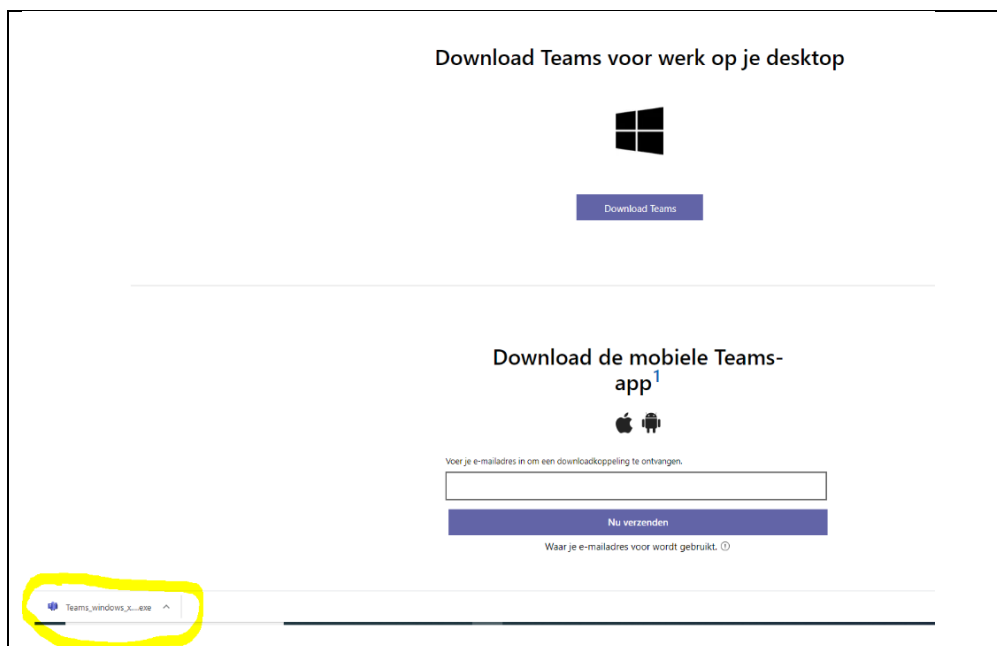 Download Teams voor werk op je desktop
Download Teams
Download de mobiele Teams-
app1
Voer je e-mailadres in om een downloadkoppeling te ontvangen.
Nu verzenden
Waar je e-mailadres voor wordt gebruikt.
Teams_windows_x....exe